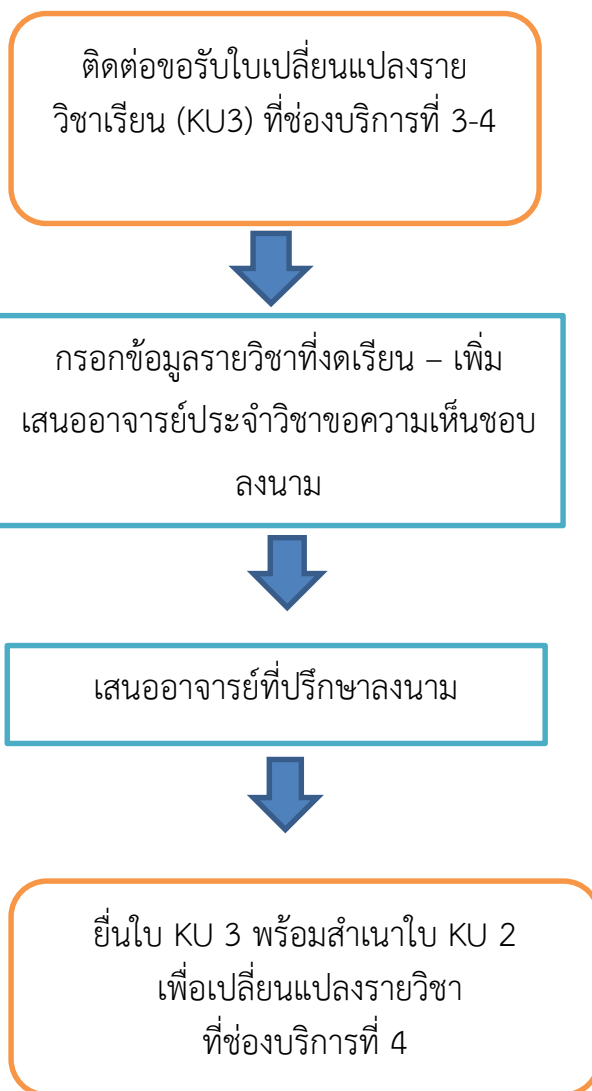 ติดต่อขอรับใบเปลี่ยนแปลงราย
วิชาเรียน (KU3) ที่ช่องบริการที่ 3-4
กรอกข้อมูลรายวิชาที่งดเรียน – เพิ่ม
เสนออาจารย์ประจำวิชาขอความเห็นชอบ
ลงนาม
เสนออาจารย์ที่ปรึกษาลงนาม
ยื่นใบ KU 3 พร้อมสำเนาใบ KU 2
เพื่อเปลี่ยนแปลงรายวิชา
ที่ช่องบริการที่ 4